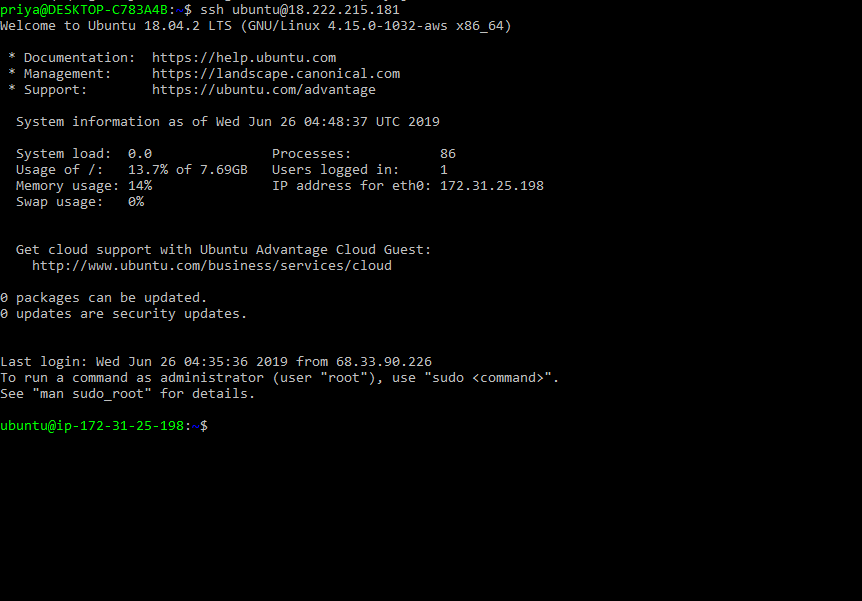 priya@DESKTOP-C783A4B:~$ ssh ubuntu@18.222.215.181
Welcome to Ubuntu 18.04.2 LTS (GNU/Linux 4.15.0-1032-aws x86_64)
* Documentation: https://help.ubuntu.com
* Management: https://landscape.canonical.com
* Support: https://ubuntu.com/advantage
System information as of Wed Jun 26 04:48:37 UTC 2019
System load: 0.0 Processes: 86
Usage of /: 13.7% of 7.69GB Users logged in: 1
Memory usage: 14% IP address for eth0: 172.31.25.198
Swap usage: 0%
Get cloud support with Ubuntu Advantage Cloud Guest:
http://www.ubuntu.com/business/services/cloud
0 packages can be updated.
0 updates are security updates.
Last login: Wed Jun 26 04:35:36 2019 from 68.33.90.226
To run a command as administrator (user "root"), use "sudo <command>".
See "man sudo_root" for details.
ubuntu@ip-172-31-25-198:~$